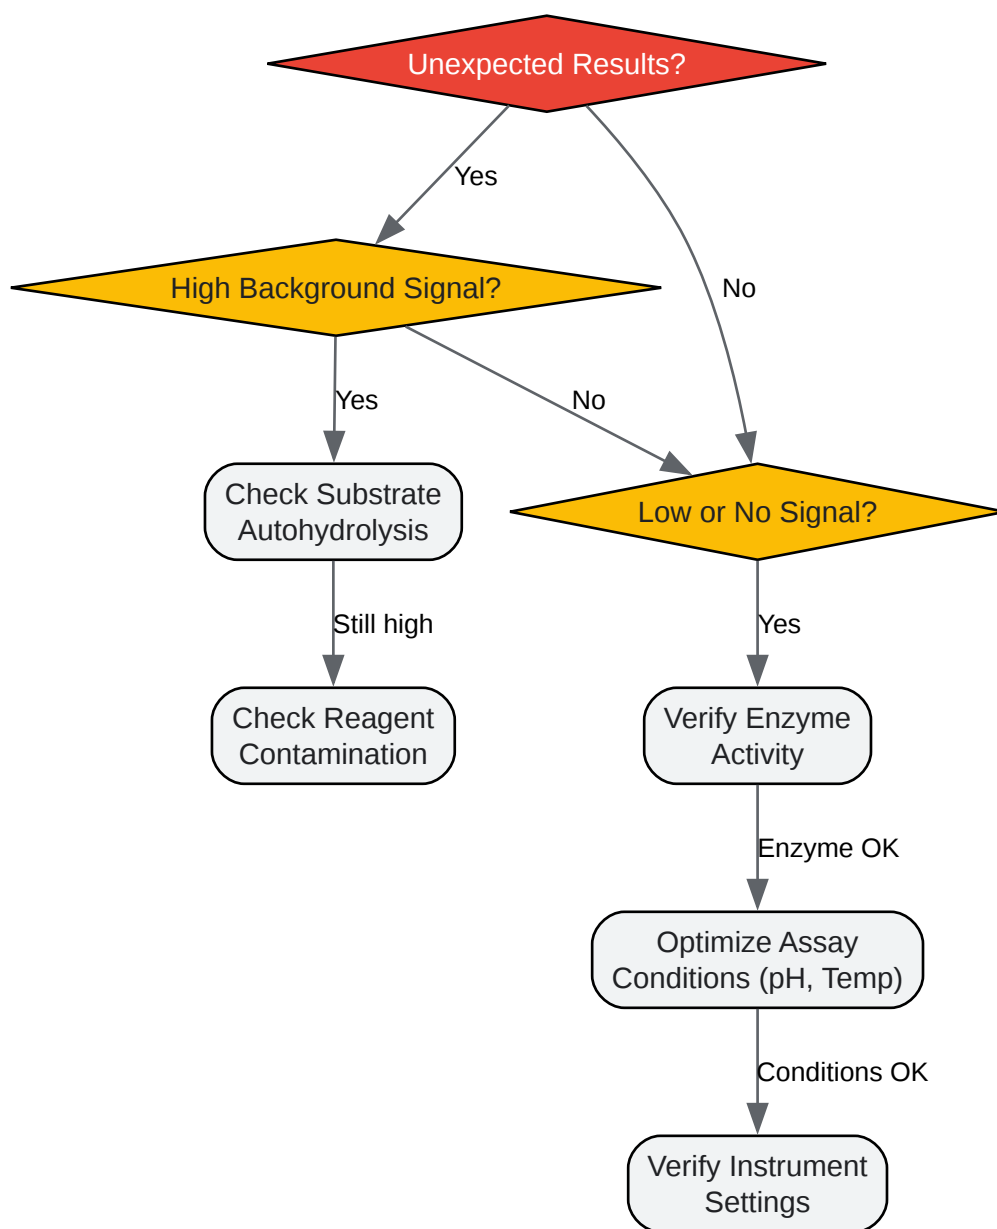 Unexpected Results?
Yes
High Background Signal?
No
Yes
No
Check Substrate
Autohydrolysis
Low or No Signal?
Still high
Yes
Check Reagent
Contamination
Verify Enzyme
Activity
Enzyme OK
Optimize Assay
Conditions (pH, Temp)
Conditions OK
Verify Instrument
Settings